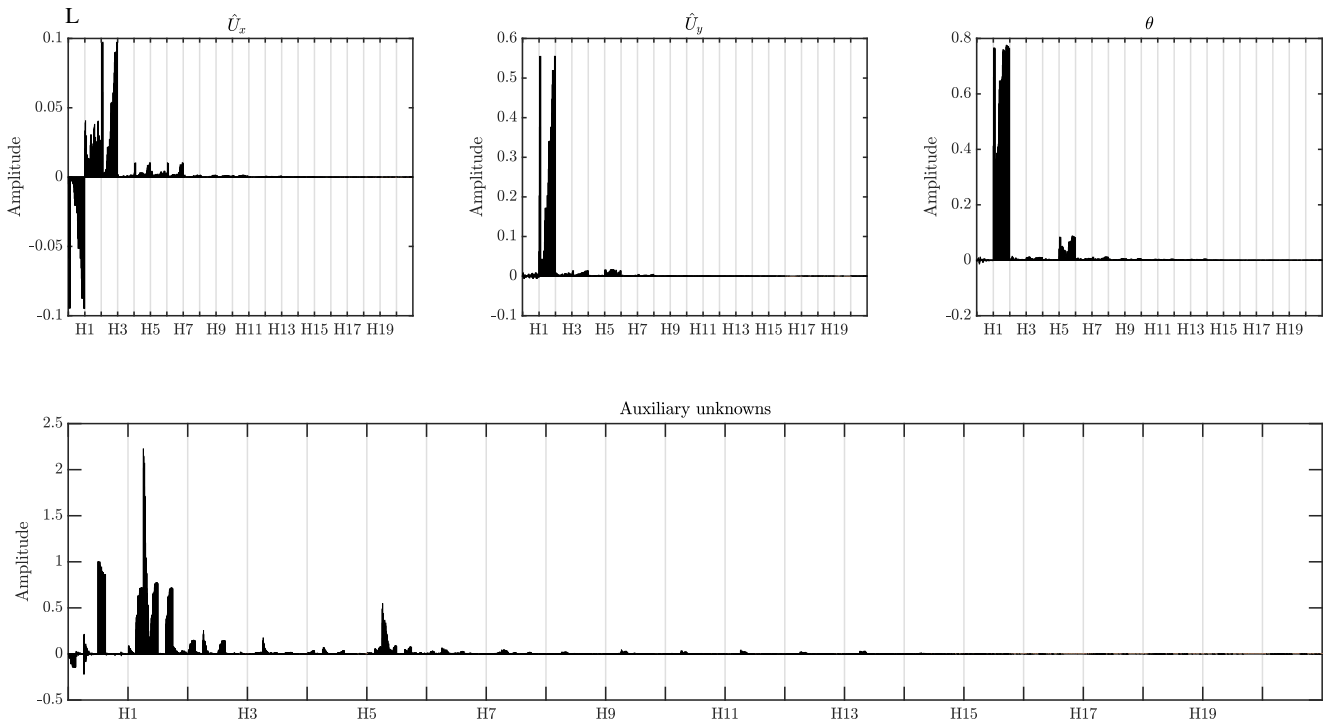 L
Û_x
Û_y
θ
Amplitude
0.1
0.05
0
-0.05
-0.1
H1 H3 H5 H7 H9 H11 H13 H15 H17 H19
Amplitude
0.6
0.5
0.4
0.3
0.2
0.1
0
-0.1
H1 H3 H5 H7 H9 H11 H13 H15 H17 H19
Amplitude
0.8
0.6
0.4
0.2
0
-0.2
H1 H3 H5 H7 H9 H11 H13 H15 H17 H19
Auxiliary unknowns
Amplitude
2.5
2
1.5
1
0.5
0
-0.5
H1 H3 H5 H7 H9 H11 H13 H15 H17 H19